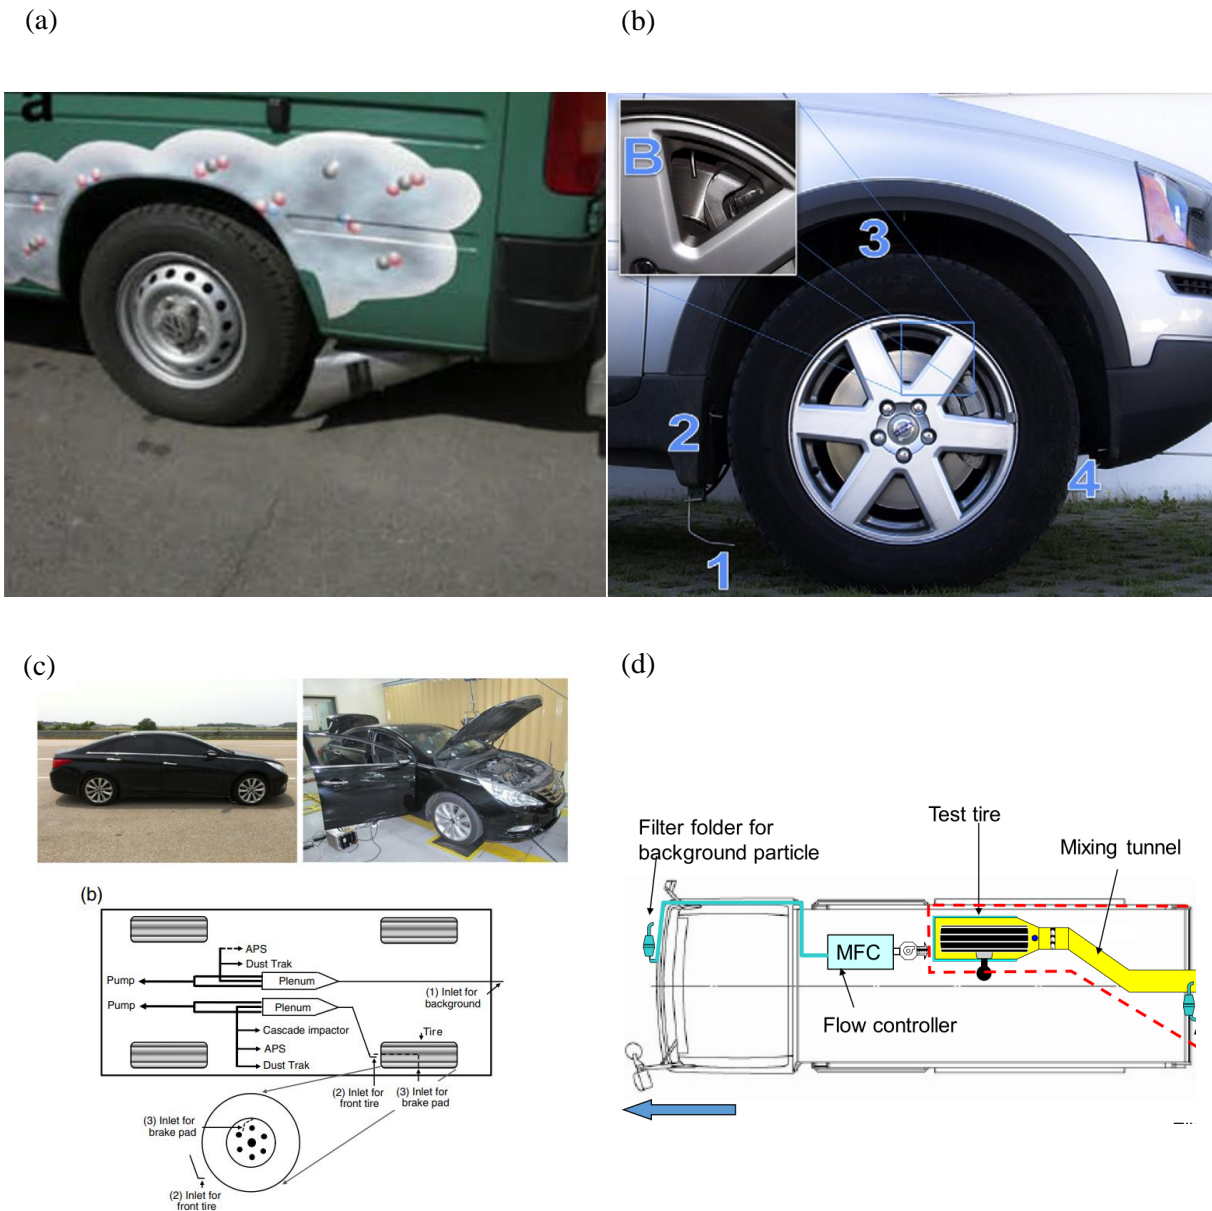 (a)
(b)
a
B
3
2
4
1
(c)
(d)
(b)
APS
Dust Trak
Pump
Plenum
(1) Inlet for
background
Pump
Plenum
Cascade impactor
APS
Dust Trak
Tire
(2) Inlet for
front tire
(3) Inlet for
brake pad
(3) Inlet for
brake pad
(2) Inlet for
front tire
Test tire
Filter folder for
background particle
Mixing tunnel
MFC
Flow controller